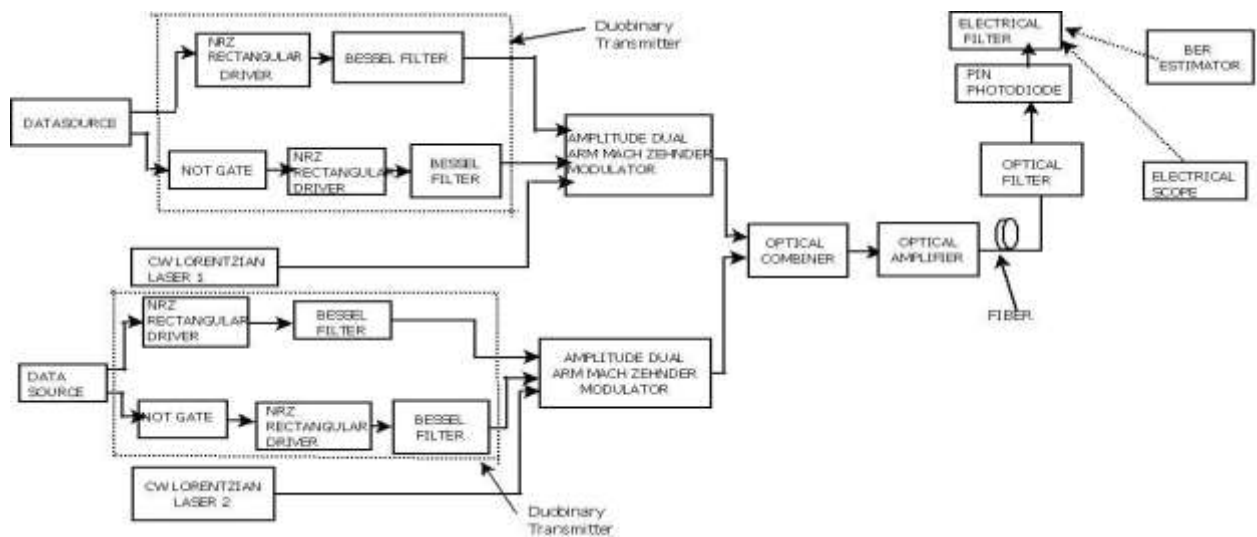 Duobinary
Transmitter
NRZ
RECTANGULAR
DRIVER
BESSEL FILTER
DATASOURCE
NOT GATE
NRZ
RECTANGULAR
DRIVER
BESSEL
FILTER
AMPLITUDE DUAL
ARM MACH ZEHNDER
MODULATOR
CW LORENTZIAN
LASER 1
NRZ
RECTANGULAR
DRIVER
BESSEL
FILTER
DATA
SOURCE
NOT GATE
NRZ
RECTANGULAR
DRIVER
BESSEL
FILTER
AMPLITUDE DUAL
ARM MACH ZEHNDER
MODULATOR
CW LORENTZIAN
LASER 2
Duobinary
Transmitter
OPTICAL
COMBINER
OPTICAL
AMPLIFIER
FIBER
OPTICAL
FILTER
PIN
PHOTODIODE
ELECTRICAL
FILTER
BER
ESTIMATOR
ELECTRICAL
SCOPE